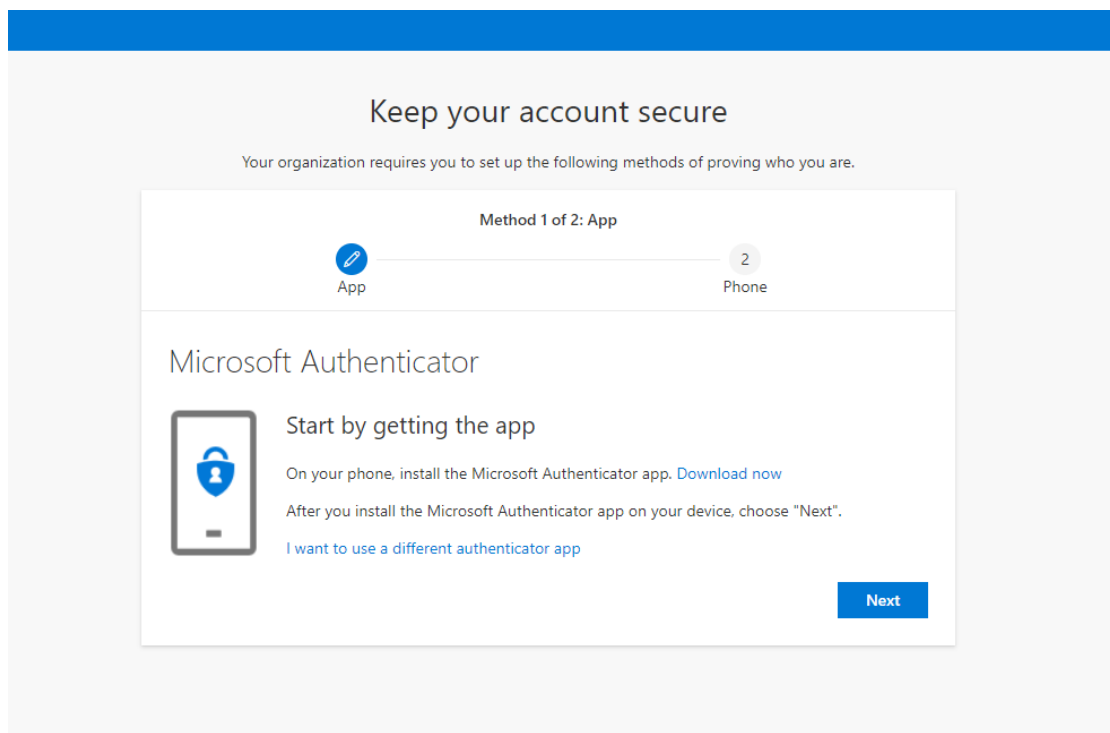 Keep your account secure
Your organization requires you to set up the following methods of proving who you are.
Method 1 of 2: App
2
App
Phone
Microsoft Authenticator
Start by getting the app
On your phone, install the Microsoft Authenticator app. Download now
After you install the Microsoft Authenticator app on your device, choose "Next".
I want to use a different authenticator app
Next